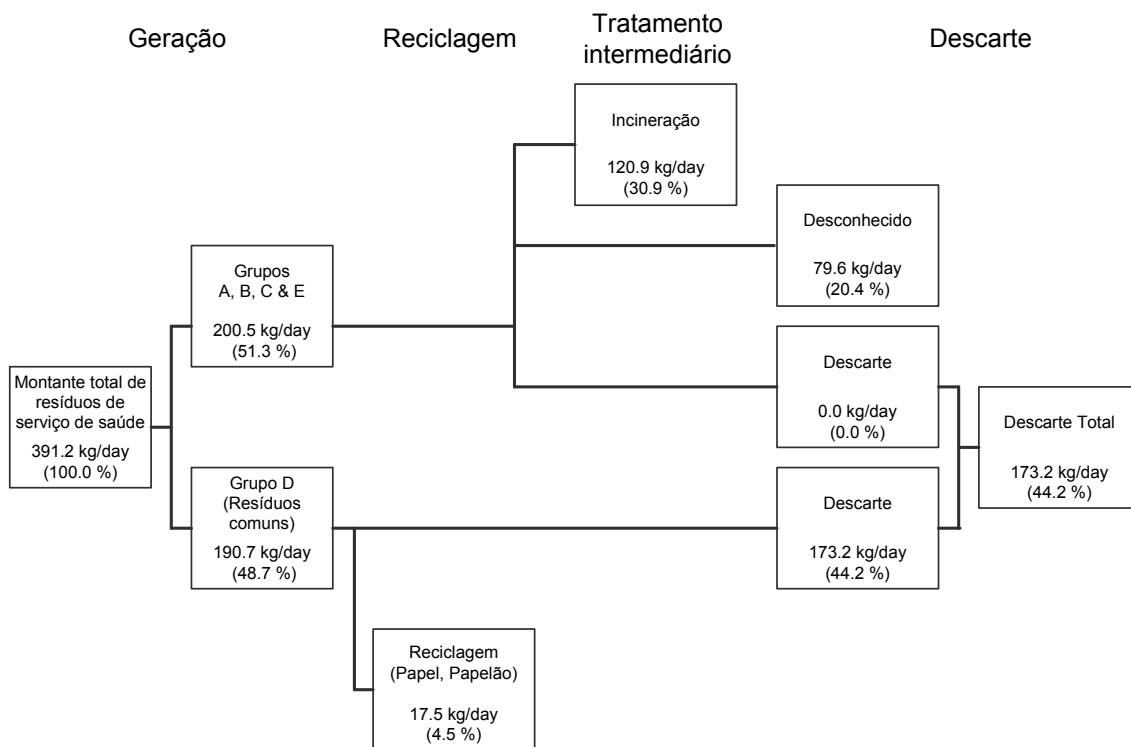 Geração
Reciclagem
Tratamento
intermediário
Descarte
Incineração
120.9 kg/day
(30.9 %)
Desconhecido
79.6 kg/day
(20.4 %)
Grupos
A, B, C & E
200.5 kg/day
(51.3 %)
Descarte
0.0 kg/day
(0.0 %)
Montante total de
resíduos de
serviço de saúde
391.2 kg/day
(100.0 %)
Descarte Total
173.2 kg/day
(44.2 %)
Grupo D
(Resíduos
comuns)
190.7 kg/day
(48.7 %)
Descarte
173.2 kg/day
(44.2 %)
Reciclagem
(Papel, Papelão)
17.5 kg/day
(4.5 %)